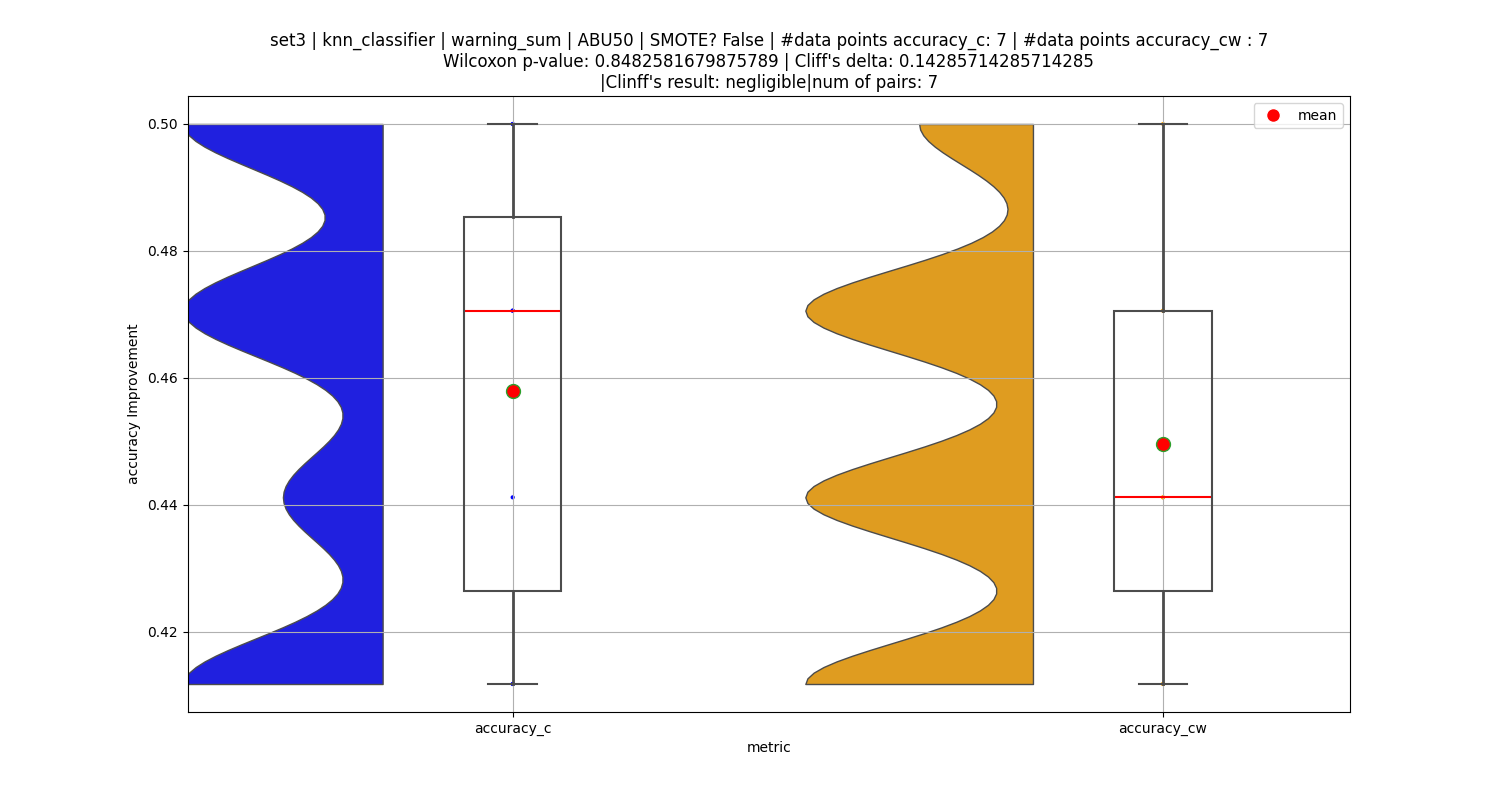 set3 | knn_classifier | warning_sum | ABU50 | SMOTE? False | #data points accuracy_c: 7 | #data points accuracy_cw : 7
Wilcoxon p-value: 0.8482581679875789 | Cliff's delta: 0.14285714285714285
|Clinff's result: negligible|num of pairs: 7
mean
0.50
0.48
0.46
0.44
0.42
accuracy Improvement
accuracy_c
accuracy_cw
metric